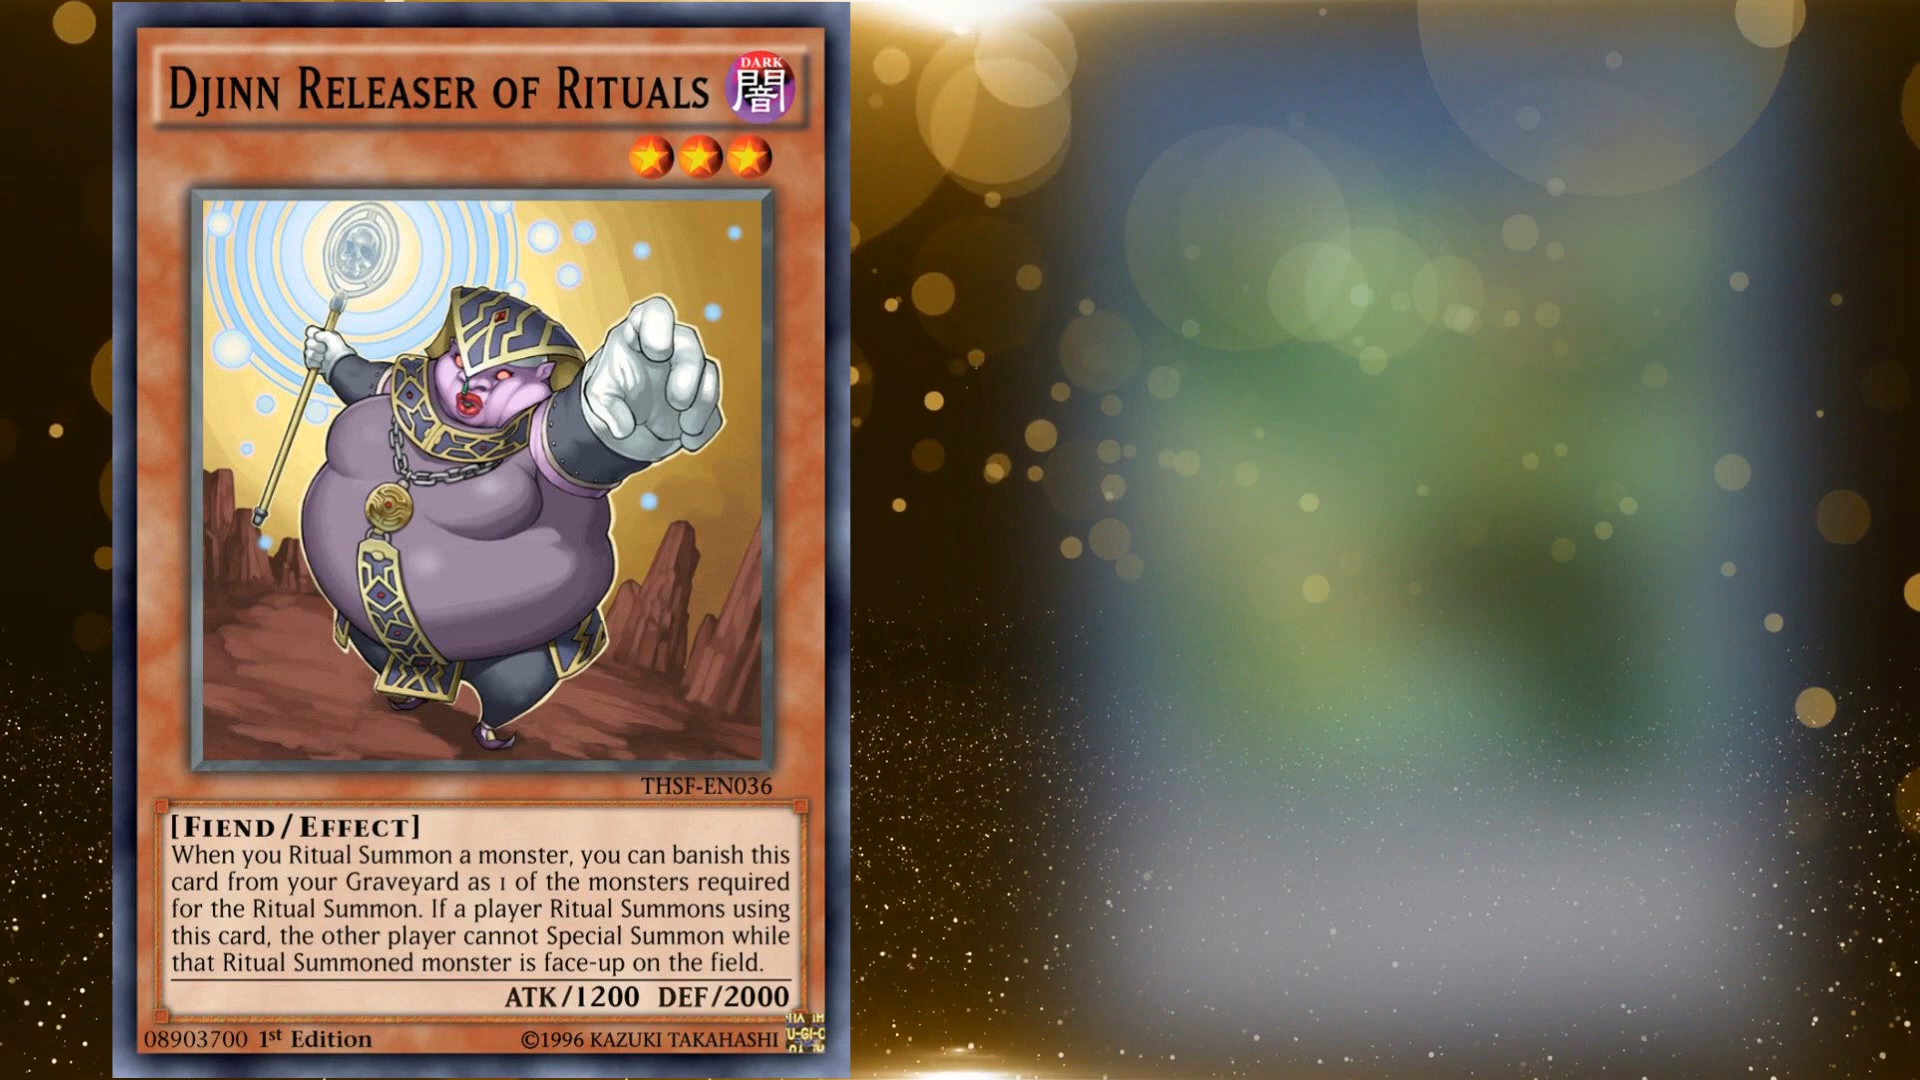 DJINN RELEASER OF RITUALS
DARK
闇
THSF-EN036
[FIEND/EFFECT]
When you Ritual Summon a monster, you can banish this
card from your Graveyard as 1 of the monsters required
for the Ritual Summon. If a player Ritual Summons using
this card, the other player cannot Special Summon while
that Ritual Summoned monster is face-up on the field.
ATK/1200 DEF/2000
08903700 1st Edition
©1996 KAZUKI TAKAHASHI